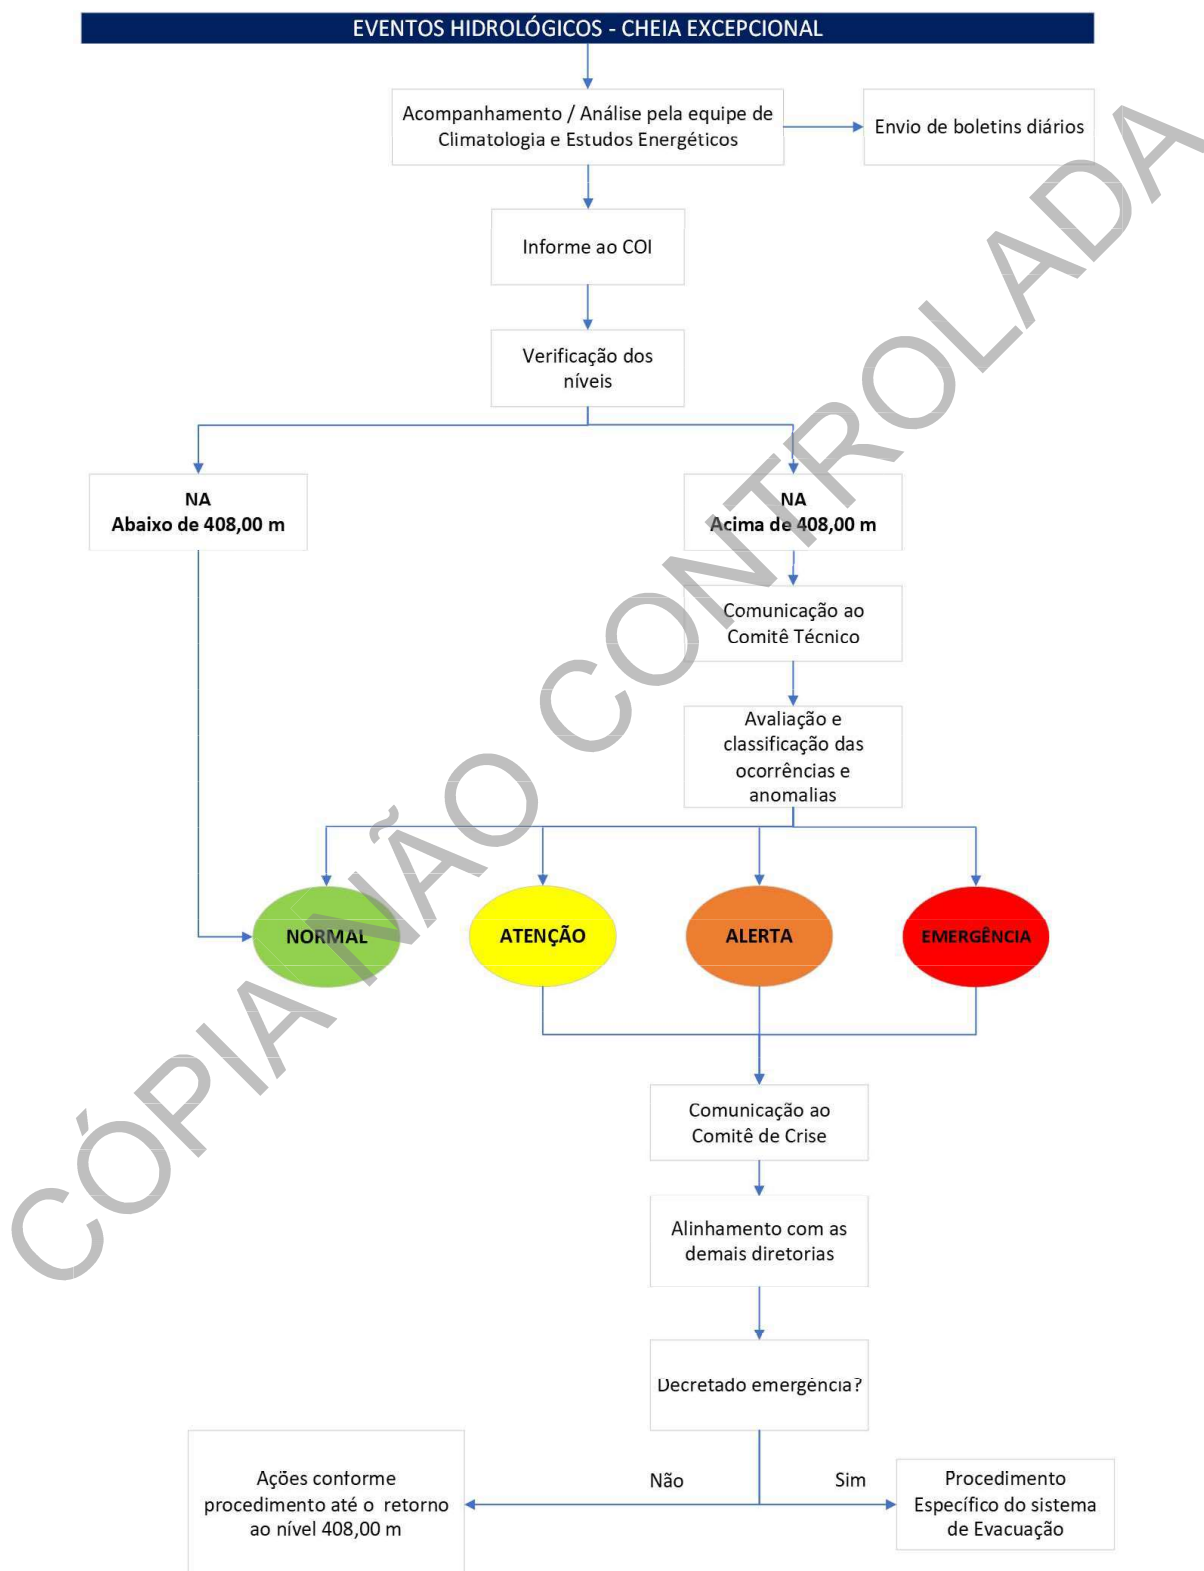 EVENTOS HIDROLÓGICOS - CHEIA EXCEPCIONAL
Acompanhamento / Análise pela equipe de
Climatologia e Estudos Energéticos
Envio de boletins diários
Informe ao COI
Verificação dos
níveis
NA
Abaixo de 408,00 m
NA
Acima de 408,00 m
Comunicação ao
Comitê Técnico
Avaliação e
classificação das
ocorrências e
anomalias
NORMAL
ATENÇÃO
ALERTA
EMERGÊNCIA
Comunicação ao
Comitê de Crise
Alinhamento com as
demais diretorias
Decretado emergência?
Não
Sim
Ações conforme
procedimento até o retorno
ao nível 408,00 m
Procedimento
Específico do sistema
de Evacuação
CÓPIA NÃO CONTROLADA